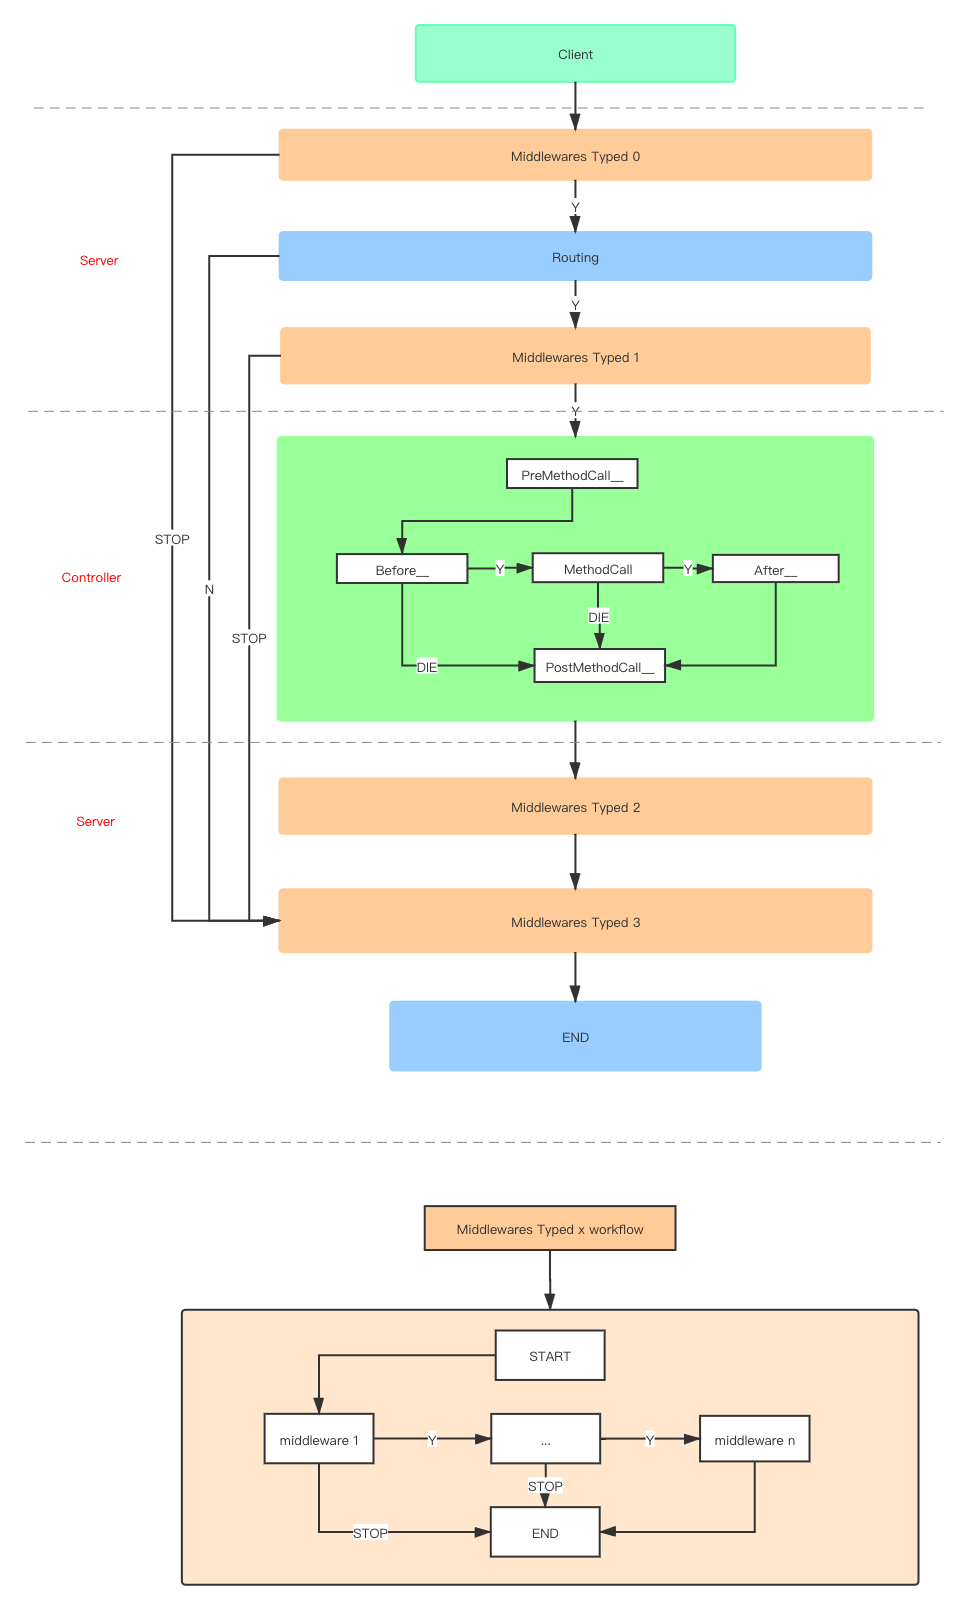 Client
Middlewares Typed 0
Y
Server
Routing
Y
Middlewares Typed 1
Y
PreMethodCall__
STOP
Controller
N
STOP
Before__
Y
MethodCall
Y
After__
DIE
DIE
PostMethodCall__
Server
Middlewares Typed 2
Middlewares Typed 3
END
Middlewares Typed x workflow
START
middleware 1
Y
...
Y
middleware n
STOP
STOP
END